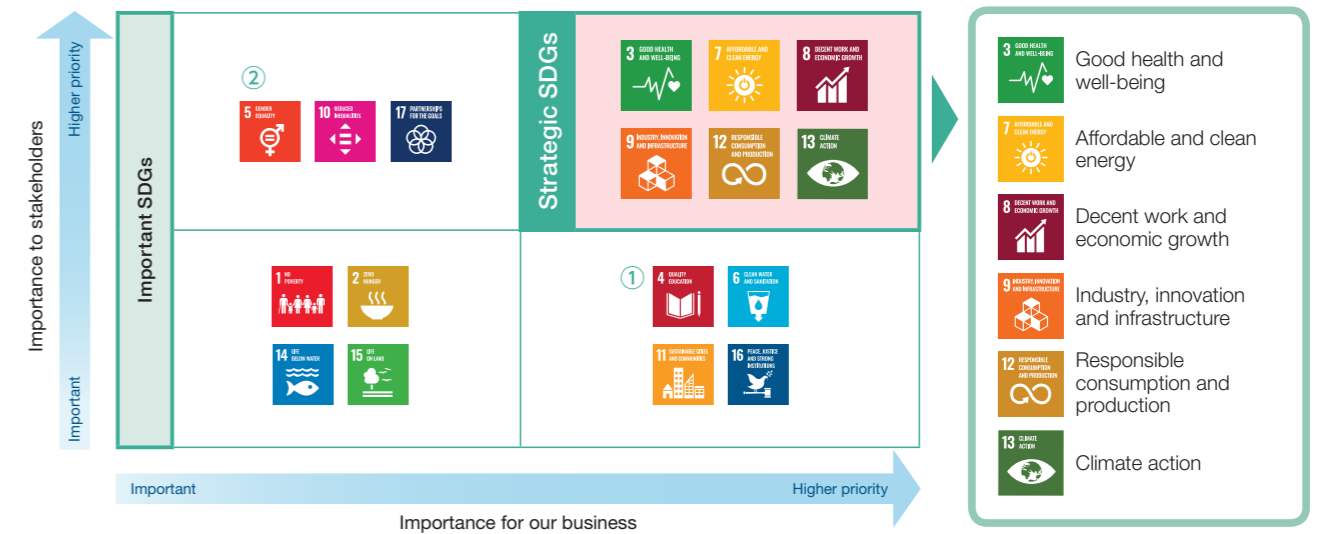 Importance to stakeholders
Higher priority
Important
Important SDGs
②
5 GENDER
EQUALITY
10 REDUCED
INEQUALITIES
17 PARTNERSHIPS
FOR THE GOALS
Strategic SDGs
3 GOOD HEALTH
AND WELL-BEING
7 AFFORDABLE AND
CLEAN ENERGY
8 DECENT WORK AND
ECONOMIC GROWTH
9 INDUSTRY, INNOVATION
AND INFRASTRUCTURE
12 RESPONSIBLE
CONSUMPTION
AND PRODUCTION
13 CLIMATE
ACTION
1 NO
POVERTY
2 ZERO
HUNGER
14 LIFE
BELOW WATER
15 LIFE
ON LAND
①
4 QUALITY
EDUCATION
6 CLEAN WATER
AND SANITATION
11 SUSTAINABLE CITIES
AND COMMUNITIES
16 PEACE, JUSTICE
AND STRONG
INSTITUTIONS
Important
Higher priority
Importance for our business
3 GOOD HEALTH
AND WELL-BEING
Good health and
well-being
7 AFFORDABLE AND
CLEAN ENERGY
Affordable and clean
energy
8 DECENT WORK AND
ECONOMIC GROWTH
Decent work and
economic growth
9 INDUSTRY, INNOVATION
AND INFRASTRUCTURE
Industry, innovation
and infrastructure
12 RESPONSIBLE
CONSUMPTION
AND PRODUCTION
Responsible
consumption and
production
13 CLIMATE
ACTION
Climate action